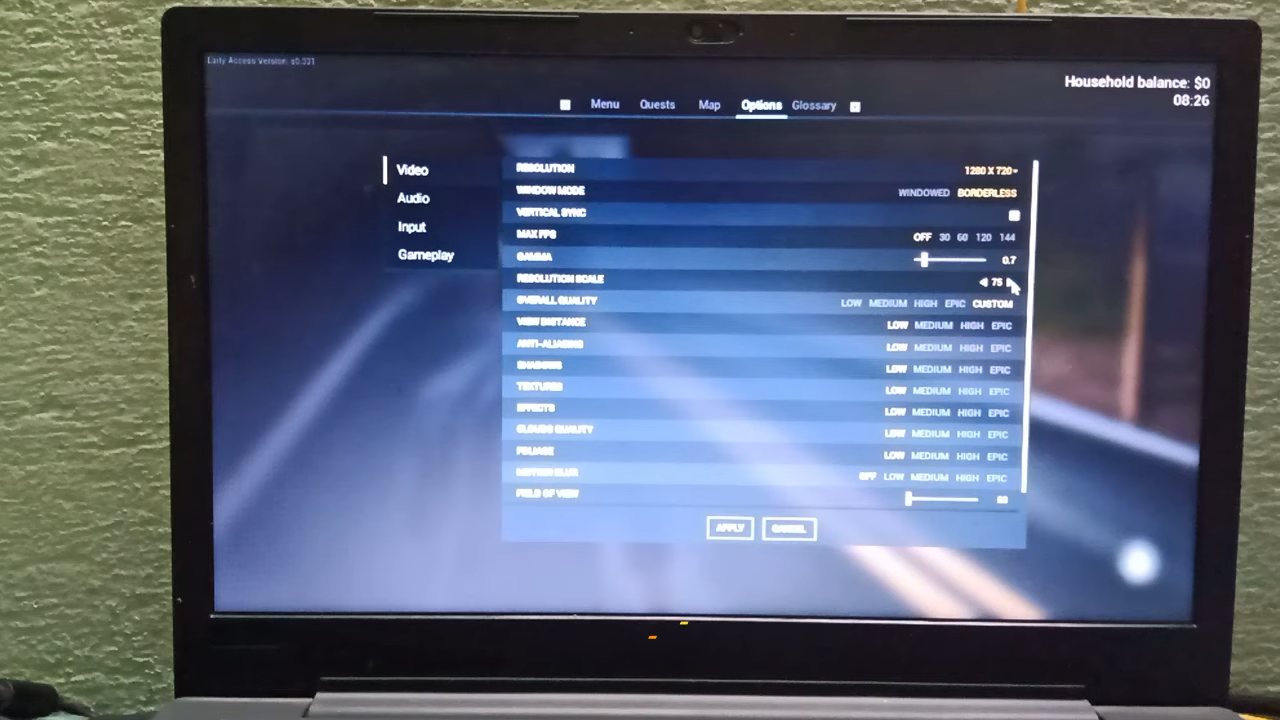 Early Access Version: s0.331
Household balance: $0
08:26
Menu Quests Map Options Glossary
Video
Audio
Input
Gameplay
RESOLUTION 1280 X 720
WINDOW MODE WINDOWED BORDERLESS
VERTICAL SYNC
MAX FPS OFF 30 60 120 144
GAMMA 0.7
RESOLUTION SCALE 75
OVERALL QUALITY LOW MEDIUM HIGH EPIC CUSTOM
VIEW DISTANCE LOW MEDIUM HIGH EPIC
ANTI-ALIASING LOW MEDIUM HIGH EPIC
SHADOWS LOW MEDIUM HIGH EPIC
TEXTURES LOW MEDIUM HIGH EPIC
EFFECTS LOW MEDIUM HIGH EPIC
CLOUDS QUALITY LOW MEDIUM HIGH EPIC
FOLIAGE LOW MEDIUM HIGH EPIC
MOTION BLUR OFF LOW MEDIUM HIGH EPIC
FIELD OF VIEW
APPLY CANCEL